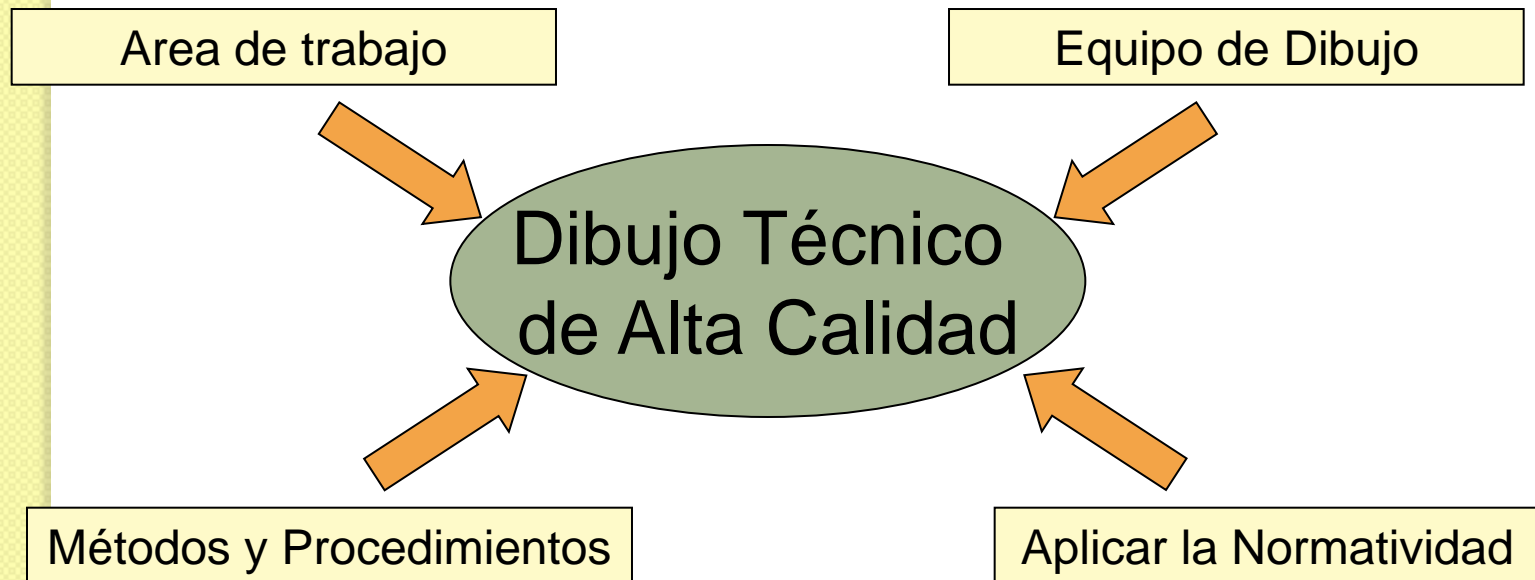 Area de trabajo
Equipo de Dibujo
Dibujo Técnico
de Alta Calidad
Métodos y Procedimientos
Aplicar la Normatividad